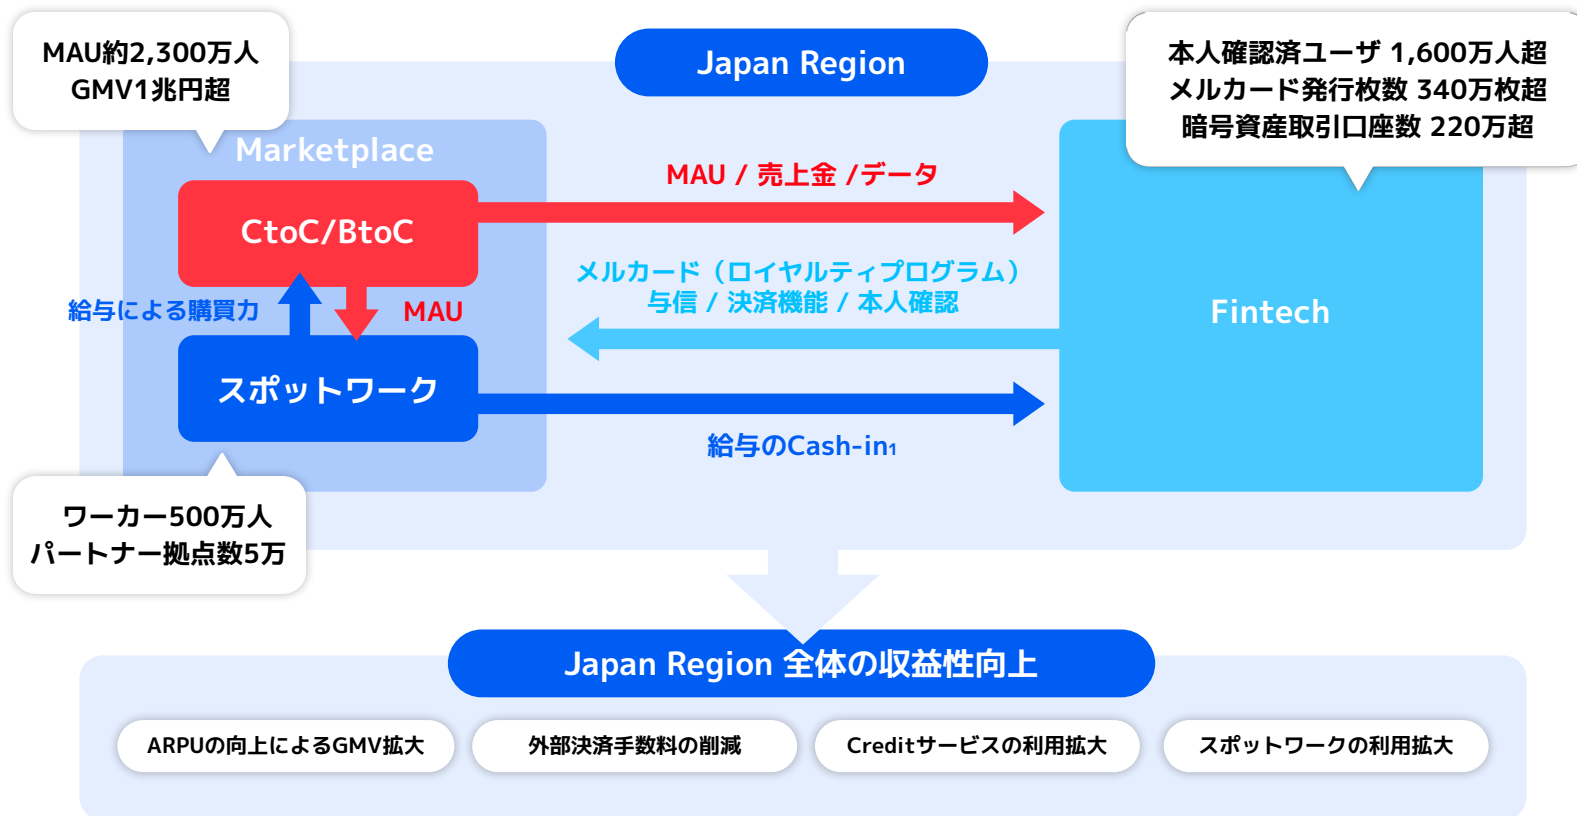 MAU約2,300万人
GMV1兆円超
Japan Region
本人確認済ユーザ 1,600万人超
メルカード発行枚数 340万枚超
暗号資産取引口座数 220万超
Marketplace
MAU / 売上金 /データ
CtoC/BtoC
メルカード（ロイヤルティプログラム）
与信 / 決済機能 / 本人確認
給与による購買力
MAU
Fintech
スポットワーク
給与のCash-in1
ワーカー500万人
パートナー拠点数5万
Japan Region 全体の収益性向上
ARPUの向上によるGMV拡大
外部決済手数料の削減
Creditサービスの利用拡大
スポットワークの利用拡大